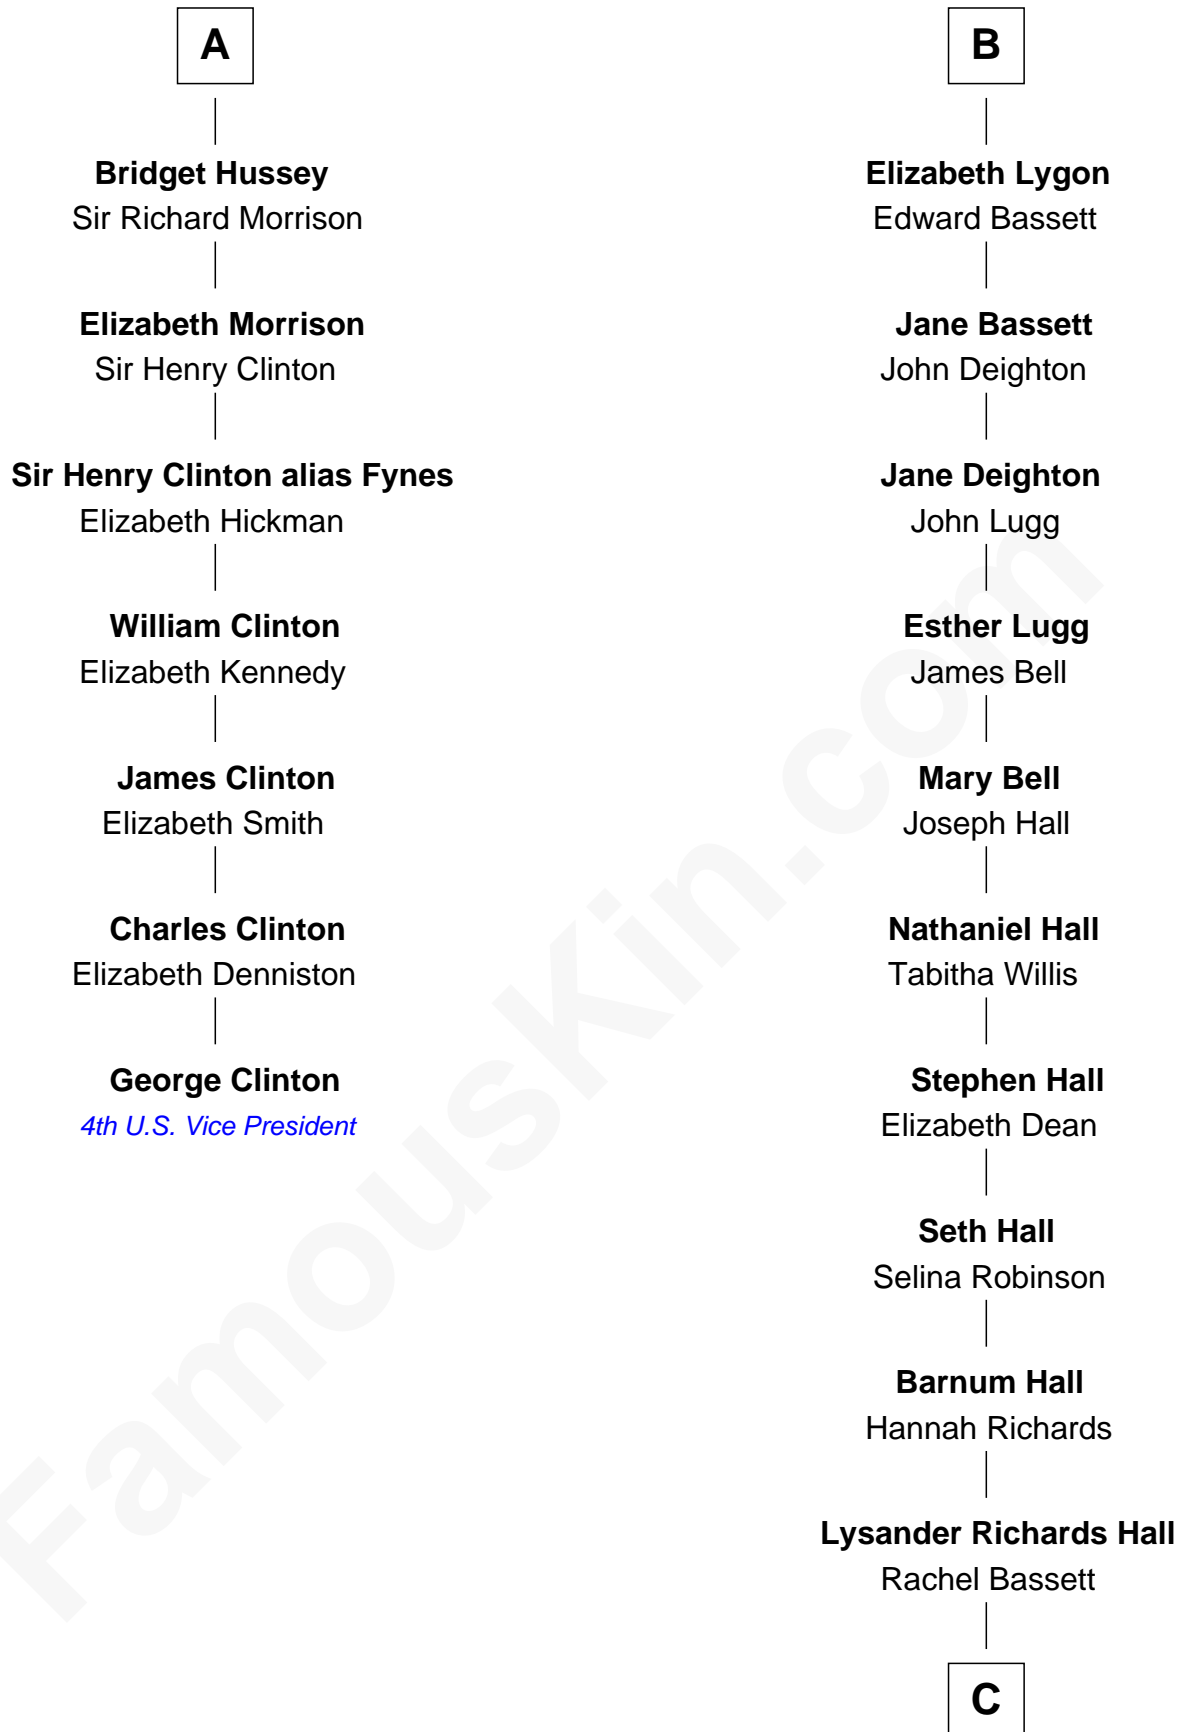 A
Bridget Hussey
Sir Richard Morrison
Elizabeth Morrison
Sir Henry Clinton
Sir Henry Clinton alias Fynes
Elizabeth Hickman
William Clinton
Elizabeth Kennedy
James Clinton
Elizabeth Smith
Charles Clinton
Elizabeth Denniston
George Clinton
4th U.S. Vice President
B
Elizabeth Lygon
Edward Bassett
Jane Bassett
John Deighton
Jane Deighton
John Lugg
Esther Lugg
James Bell
Mary Bell
Joseph Hall
Nathaniel Hall
Tabitha Willis
Stephen Hall
Elizabeth Dean
Seth Hall
Selina Robinson
Barnum Hall
Hannah Richards
Lysander Richards Hall
Rachel Bassett
C
FamousKin.com